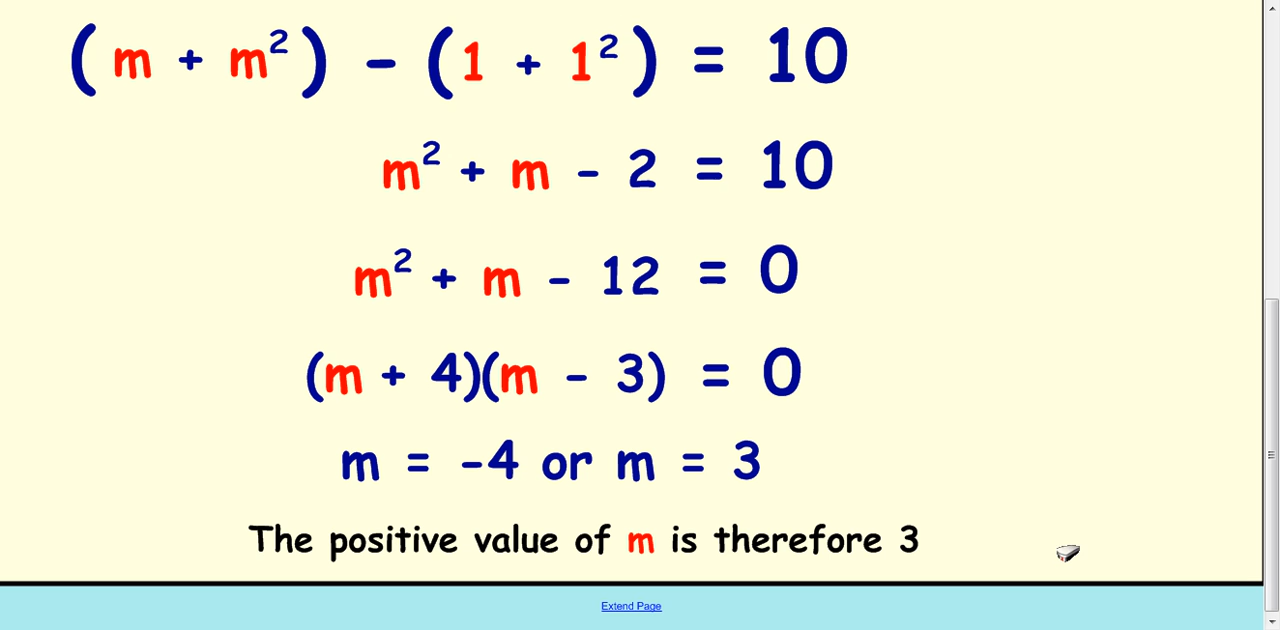 (m + m²) - (1 + 1²) = 10
m² + m - 2 = 10
m² + m - 12 = 0
(m + 4)(m - 3) = 0
m = -4 or m = 3
The positive value of m is therefore 3
Extend Page